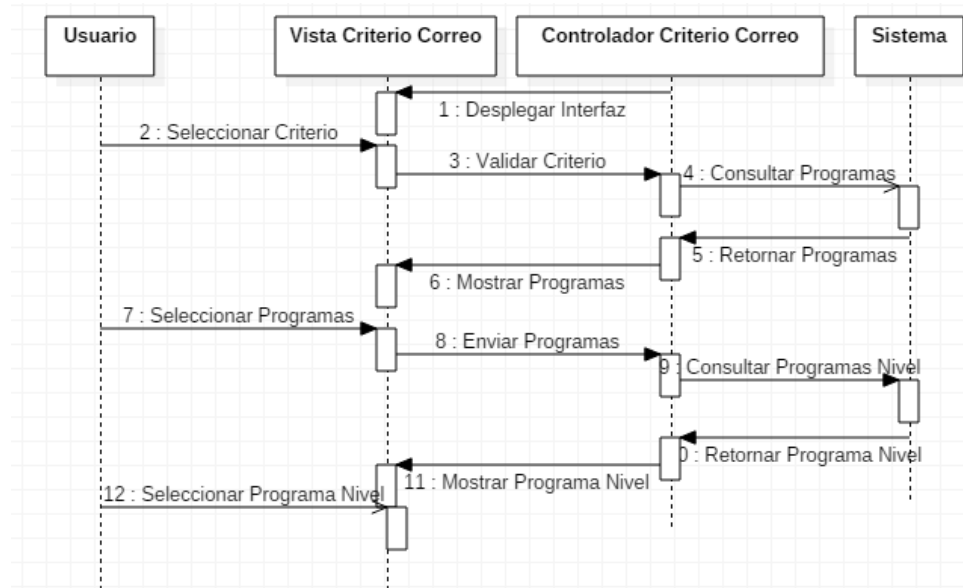 Usuario
Vista Criterio Correo
Controlador Criterio Correo
Sistema
1 : Desplegar Interfaz
2 : Seleccionar Criterio
3 : Validar Criterio
4 : Consultar Programas
5 : Retornar Programas
6 : Mostrar Programas
7 : Seleccionar Programas
8 : Enviar Programas
9 : Consultar Programas Nivel
0 : Retornar Programa Nivel
11 : Mostrar Programa Nivel
12 : Seleccionar Programa Nivel